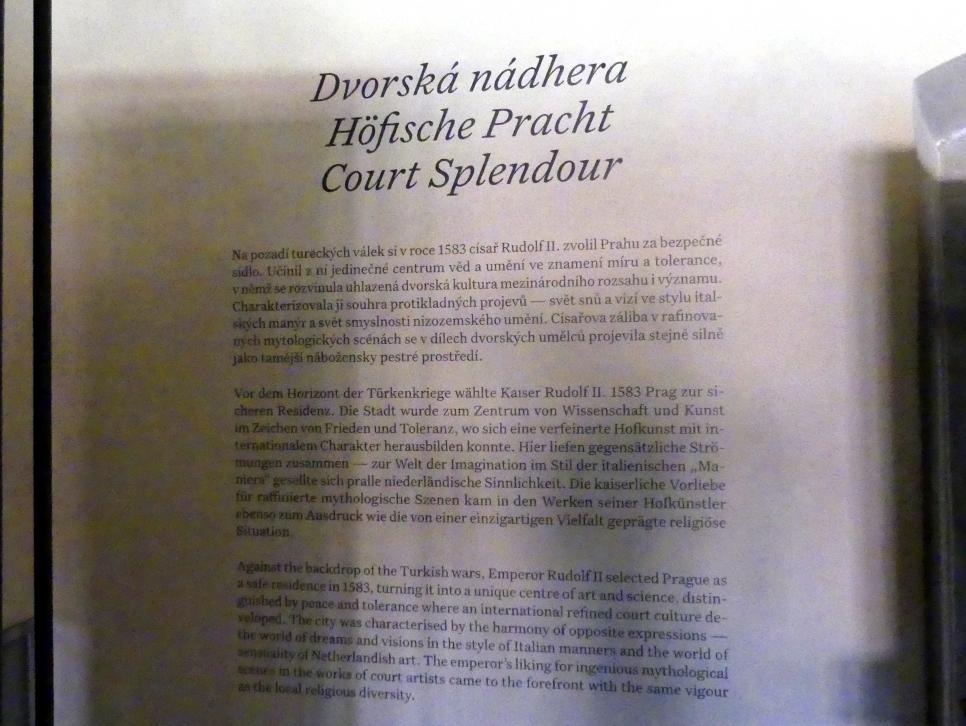 Dvorská nádhera
Höfische Pracht
Court Splendour
Na pozadí tureckých válek si v roce 1583 císař Rudolf II. zvolil Prahu za bezpečné
sídlo. Učinil z ní jedinečné centrum věd a umění ve znamení míru a tolerance,
v němž se rozvinula uhlazená dvorská kultura mezinárodního rozsahu i významu.
Charakterizovala ji souhra protikladných projevů — svět snů a vizí ve stylu ital-
ských manýr a svět smyslnosti nizozemského umění. Císařova záliba v rafinova-
ných mytologických scénách se v dílech dvorských umělců projevila stejně silně
jako tamější nábožensky pestré prostředí.
Vor dem Horizont der Türkenkriege wählte Kaiser Rudolf II. 1583 Prag zur si-
cheren Residenz. Die Stadt wurde zum Zentrum von Wissenschaft und Kunst
im Zeichen von Frieden und Toleranz, wo sich eine verfeinerte Hofkunst mit in-
ternationalem Charakter herausbilden konnte. Hier liefen gegensätzliche Strö-
mungen zusammen — zur Welt der Imagination im Stil der italienischen „Ma-
niera" gesellte sich pralle niederländische Sinnlichkeit. Die kaiserliche Vorliebe
für raffinierte mythologische Szenen kam in den Werken seiner Hofkünstler
ebenso zum Ausdruck wie die von einer einzigartigen Vielfalt geprägte religiöse
Situation.
Against the backdrop of the Turkish wars, Emperor Rudolf II selected Prague as
a safe residence in 1583, turning it into a unique centre of art and science, distin-
guished by peace and tolerance where an international refined court culture de-
veloped. The city was characterised by the harmony of opposite expressions —
the world of dreams and visions in the style of Italian manners and the world of
sensuality of Netherlandish art. The emperor's liking for ingenious mythological
scenes in the works of court artists came to the forefront with the same vigour
as the local religious diversity.